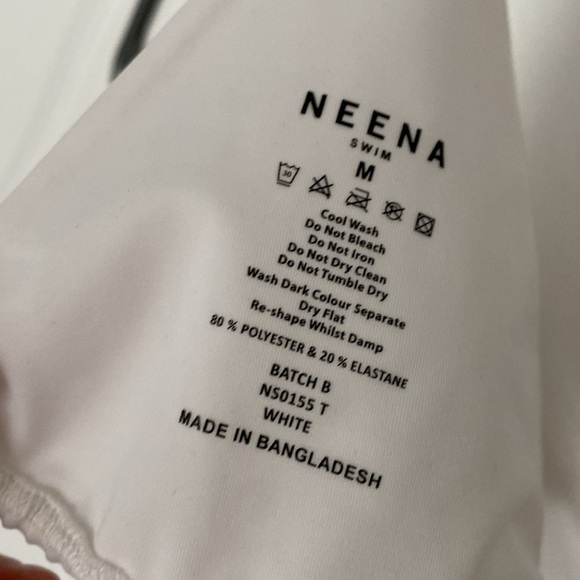 NEENA
SWIM
M
30
Cool Wash
Do Not Bleach
Do Not Iron
Do Not Dry Clean
Do Not Tumble Dry
Wash Dark Colour Separate
Dry Flat
Re-shape Whilst Damp
80 % POLYESTER & 20 % ELASTANE
BATCH B
NS0155 T
WHITE
MADE IN BANGLADESH